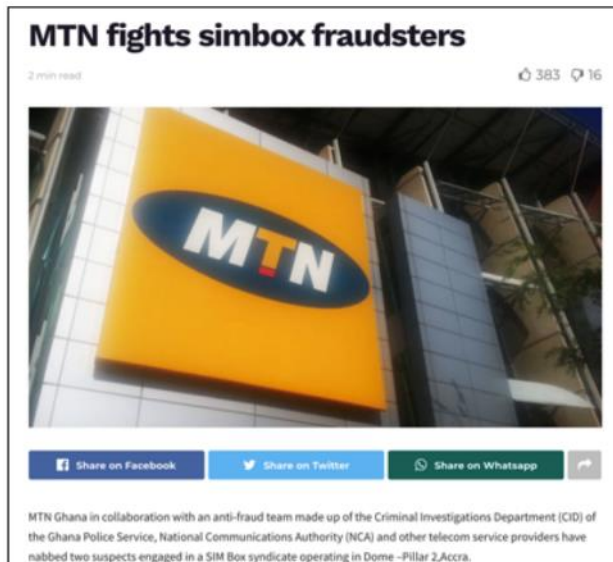 MTN fights simbox fraudsters
2 min read
383 16
MTN
Share on Facebook
Share on Twitter
Share on Whatsapp
MTN Ghana in collaboration with an anti-fraud team made up of the Criminal Investigations Department (CID) of
the Ghana Police Service, National Communications Authority (NCA) and other telecom service providers have
nabbed two suspects engaged in a SIM Box syndicate operating in Dome –Pillar 2,Accra.